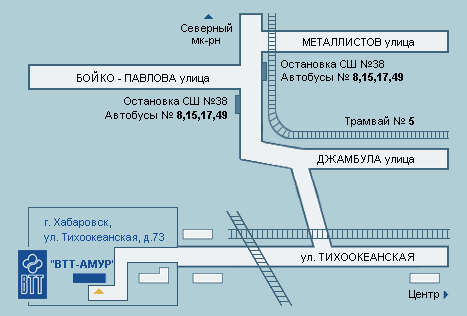 Северный
мк-рн
МЕТАЛЛИСТОВ улица
Остановка СШ №38
Автобусы № 8,15,17,49
БОЙКО - ПАВЛОВА улица
Остановка СШ №38
Автобусы № 8,15,17,49
Трамвай № 5
ДЖАМБУЛА улица
г. Хабаровск,
ул. Тихоокеанская, д.73
"ВТТ-АМУР"
ВТТ
ул. ТИХООКЕАНСКАЯ
Центр